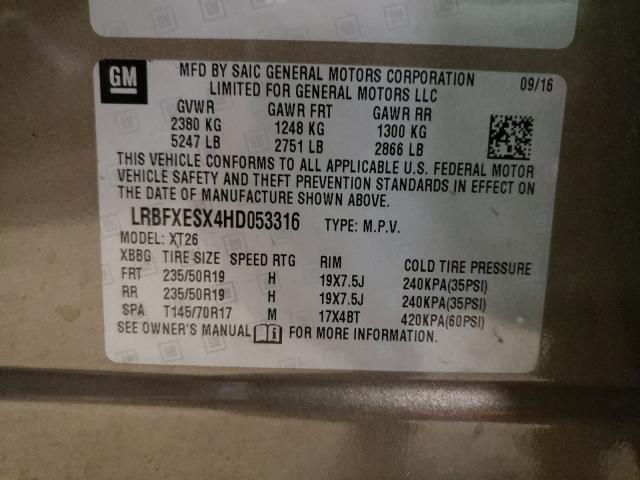 GM
MFD BY SAIC GENERAL MOTORS CORPORATION 09/16
LIMITED FOR GENERAL MOTORS LLC
GVWR GAWR FRT GAWR RR
2380 KG 1248 KG 1300 KG
5247 LB 2751 LB 2866 LB
THIS VEHICLE CONFORMS TO ALL APPLICABLE U.S. FEDERAL MOTOR
VEHICLE SAFETY AND THEFT PREVENTION STANDARDS IN EFFECT ON
THE DATE OF MANUFACTURE SHOWN ABOVE.
LRBFXESX4HD053316 TYPE: M.P.V.
MODEL: XT26
XBBG TIRE SIZE SPEED RTG RIM COLD TIRE PRESSURE
FRT 235/50R19 H 19X7.5J 240KPA(35PSI)
RR 235/50R19 H 19X7.5J 240KPA(35PSI)
SPA T145/70R17 M 17X4BT 420KPA(60PSI)
SEE OWNER'S MANUAL FOR MORE INFORMATION.